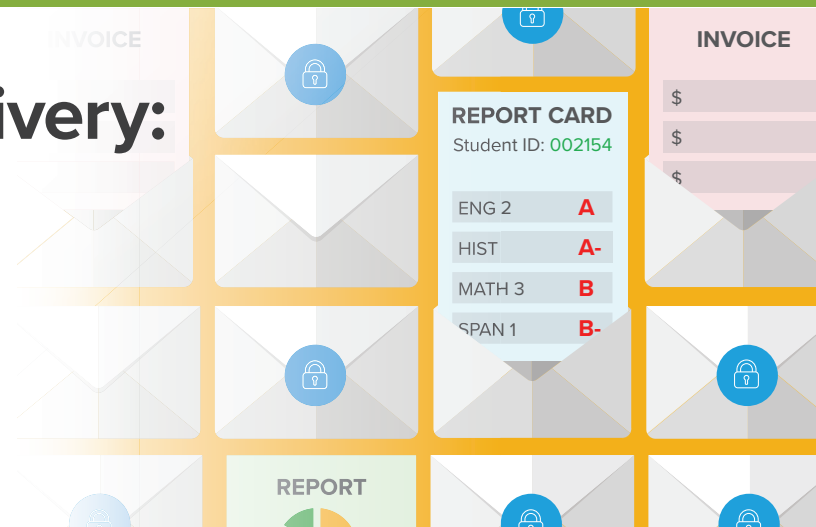 INVOICE
ivery:
REPORT CARD
Student ID: 002154
ENG 2 A
HIST A-
MATH 3 B
SPAN 1 B-
INVOICE
$
$
$
REPORT